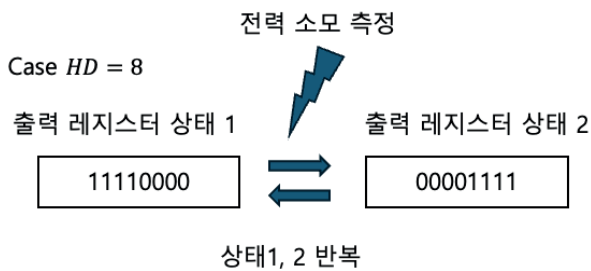 전력 소모 측정
Case HD = 8
출력 레지스터 상태 1
출력 레지스터 상태 2
11110000
00001111
상태1, 2 반복